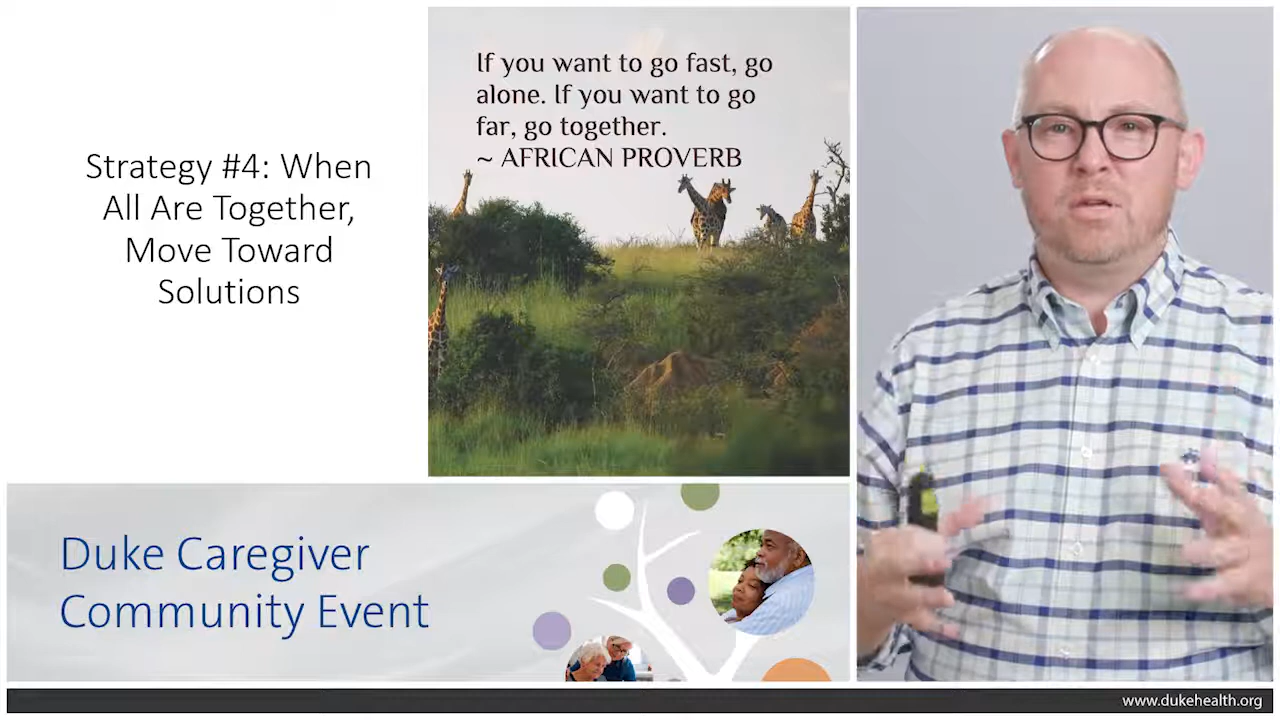 Strategy #4: When
All Are Together,
Move Toward
Solutions
If you want to go fast, go
alone. If you want to go
far, go together.
~ AFRICAN PROVERB
Duke Caregiver
Community Event
www.dukehealth.org